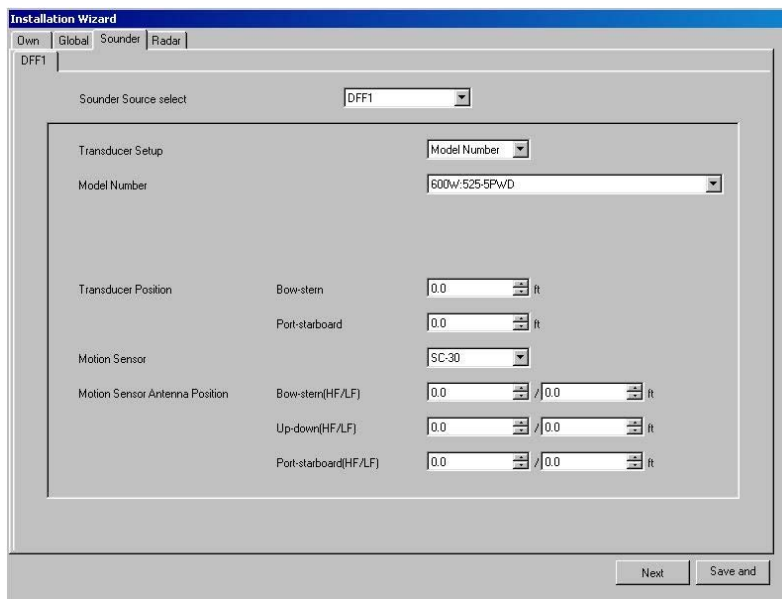 Installation Wizard
Own Global Sounder Radar
DFF1
Sounder Source select DFF1
Transducer Setup Model Number
Model Number 600W:525-5PWD
Transducer Position Bow-stern 0.0 ft
Port-starboard 0.0 ft
Motion Sensor SC-30
Motion Sensor Antenna Position Bow-stern(HF/LF) 0.0 / 0.0 ft
Up-down(HF/LF) 0.0 / 0.0 ft
Port-starboard(HF/LF) 0.0 / 0.0 ft
Next Save and